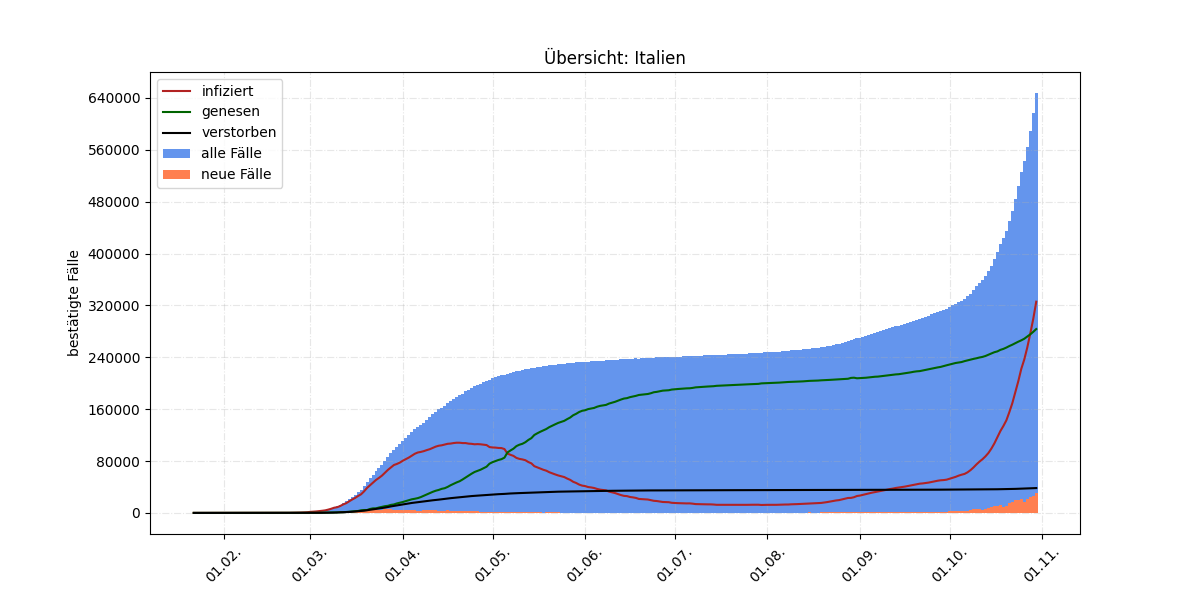 Übersicht: Italien
infiziert
genesen
verstorben
alle Fälle
neue Fälle
bestätigte Fälle
640000
560000
480000
400000
320000
240000
160000
80000
0
01.02.
01.03.
01.04.
01.05.
01.06.
01.07.
01.08.
01.09.
01.10.
01.11.